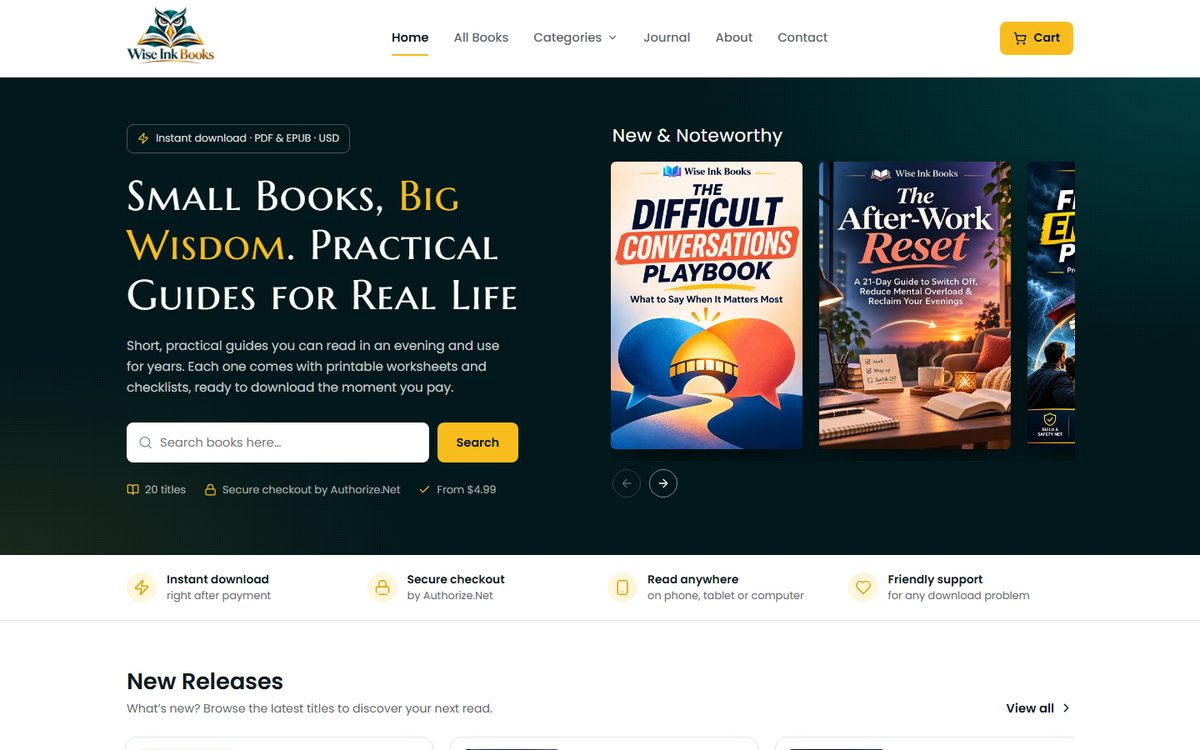 Wise Ink Books
Home
All Books
Categories
Journal
About
Contact
Cart
Instant download · PDF & EPUB · USD
Small Books, Big
Wisdom. Practical
Guides for Real Life
Short, practical guides you can read in an evening and use
for years. Each one comes with printable worksheets and
checklists, ready to download the moment you pay.
Search books here...
Search
20 titles
Secure checkout by Authorize.Net
From $4.99
New & Noteworthy
Wise Ink Books
THE
DIFFICULT
CONVERSATIONS
PLAYBOOK
What to Say When It Matters Most
Wise Ink Books
The
After-Work
Reset
A 21-Day Guide to Switch Off,
Reduce Mental Overload &
Reclaim Your Evenings
Work
Wrap up
Switch Off
BUILD A
SAFETY NET
Instant download
right after payment
Secure checkout
by Authorize.Net
Read anywhere
on phone, tablet or computer
Friendly support
for any download problem
New Releases
What's new? Browse the latest titles to discover your next read.
View all